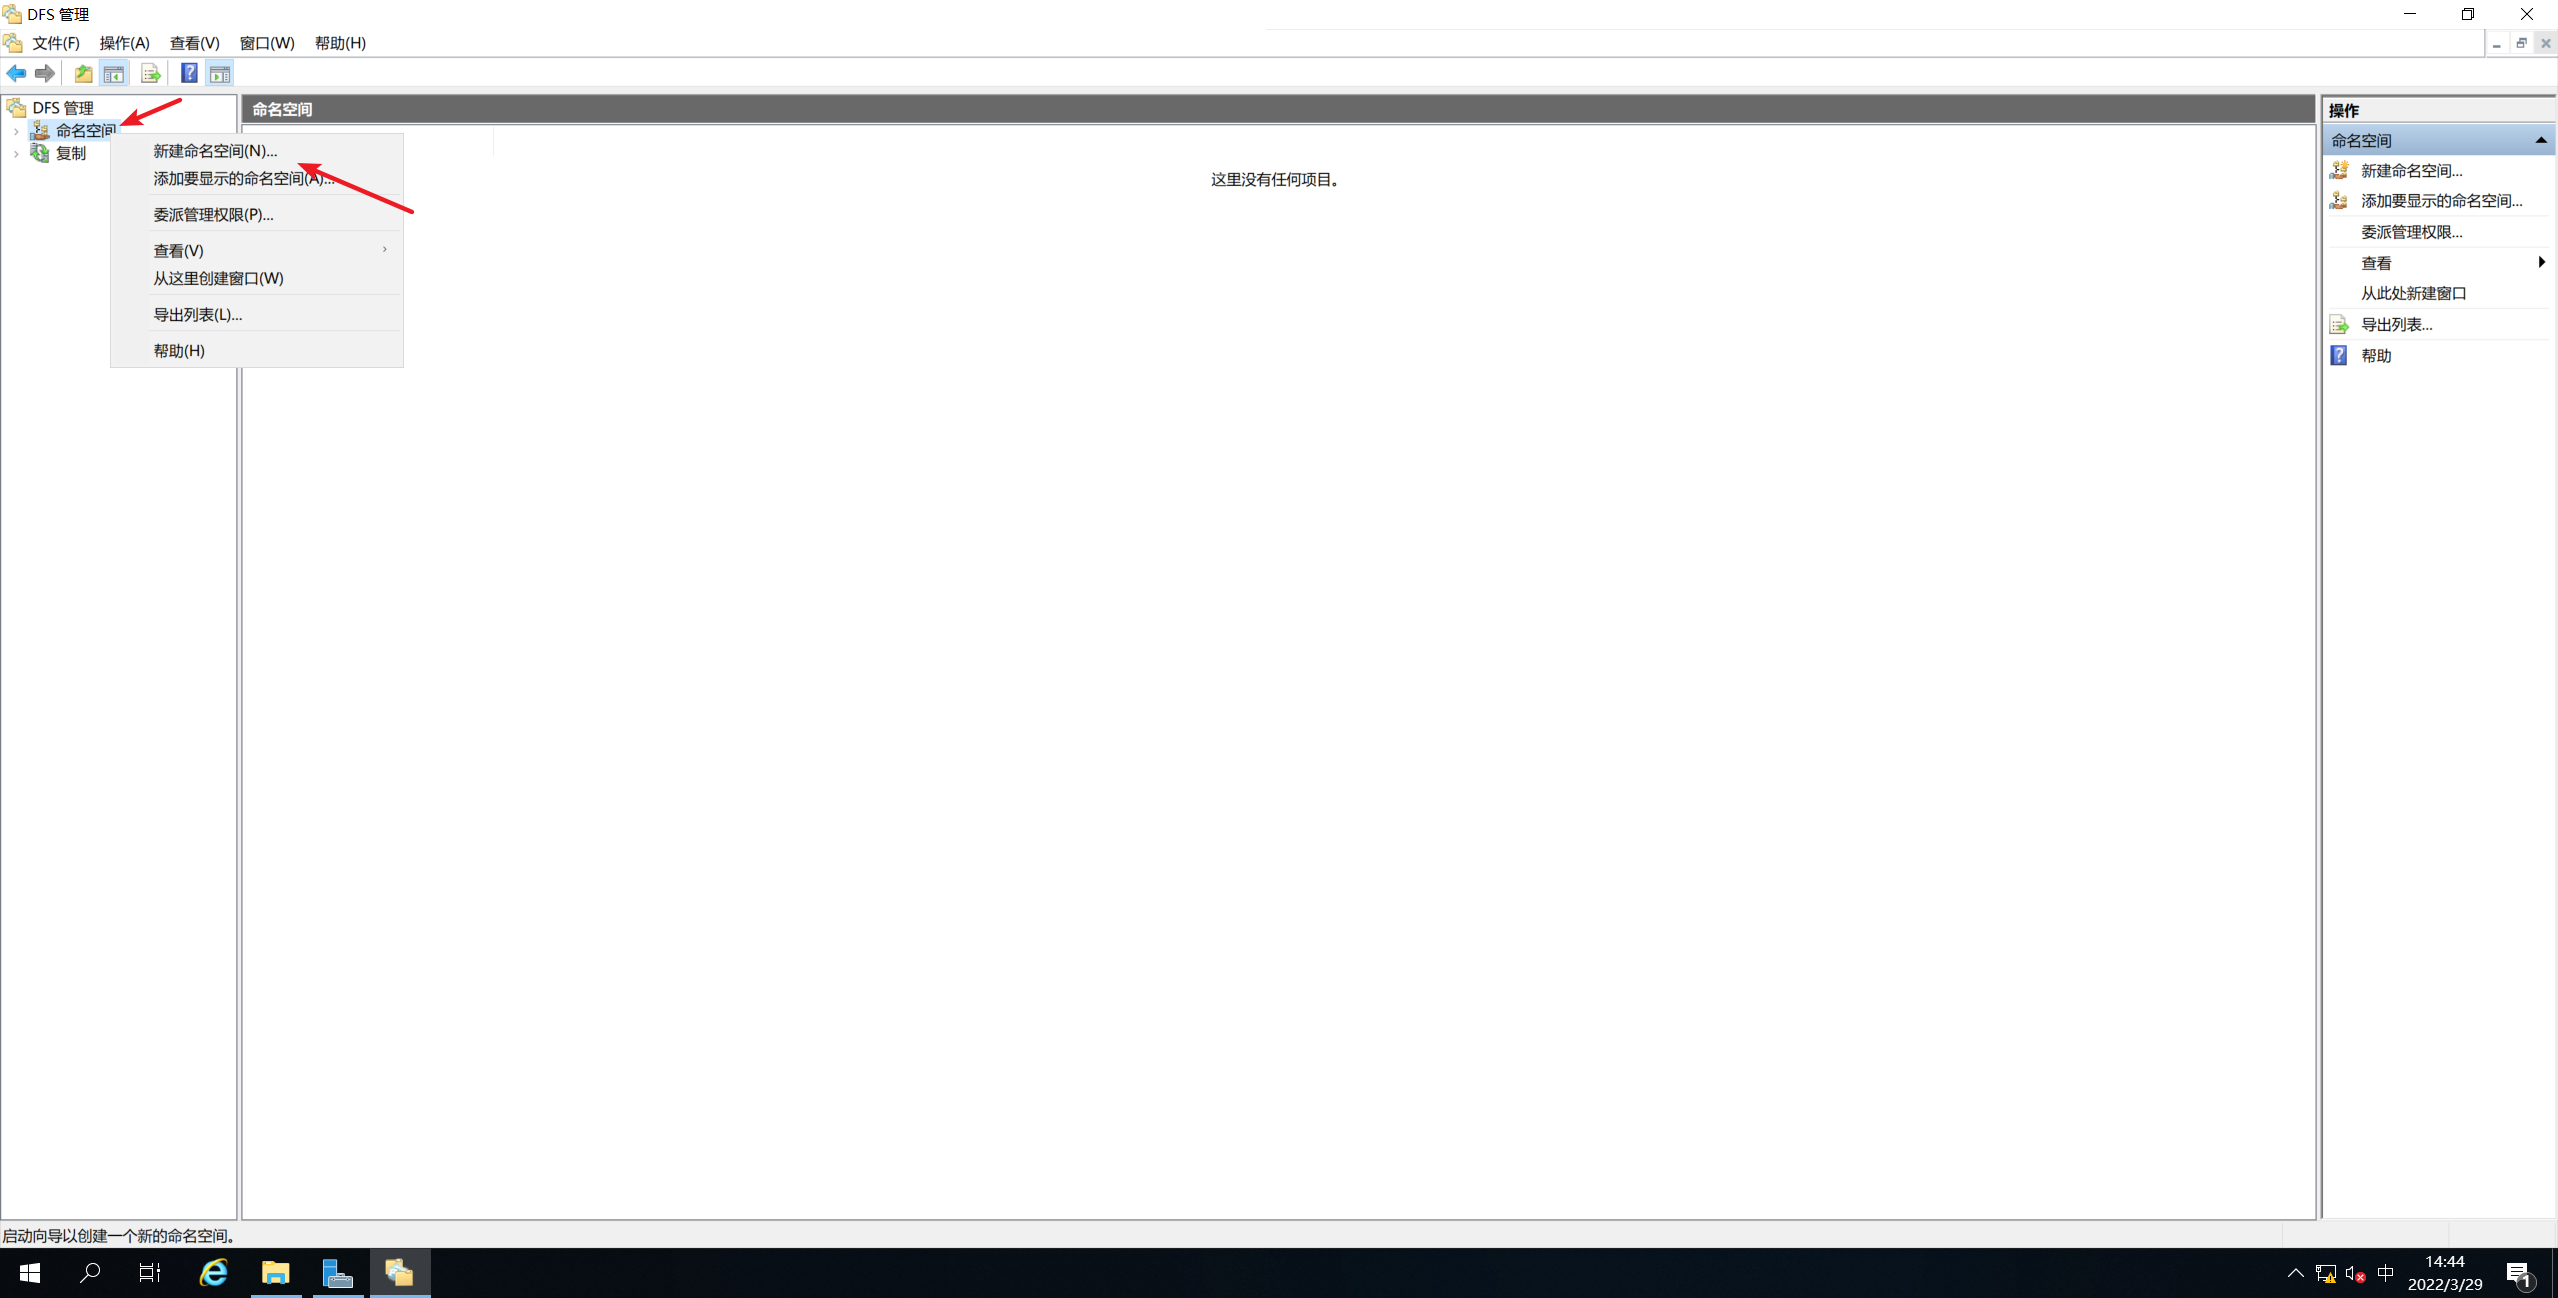 DFS 管理
文件(F) 操作(A) 查看(V) 窗口(W) 帮助(H)
DFS 管理
命名空间
复制
新建命名空间(N)...
添加要显示的命名空间(A)...
委派管理权限(P)...
查看(V)
从这里创建窗口(W)
导出列表(L)...
帮助(H)
命名空间
这里没有任何项目。
操作
命名空间
新建命名空间...
添加要显示的命名空间...
委派管理权限...
查看
从此处新建窗口
导出列表...
帮助
启动向导以创建一个新的命名空间。
中
14:44
2022/3/29
1